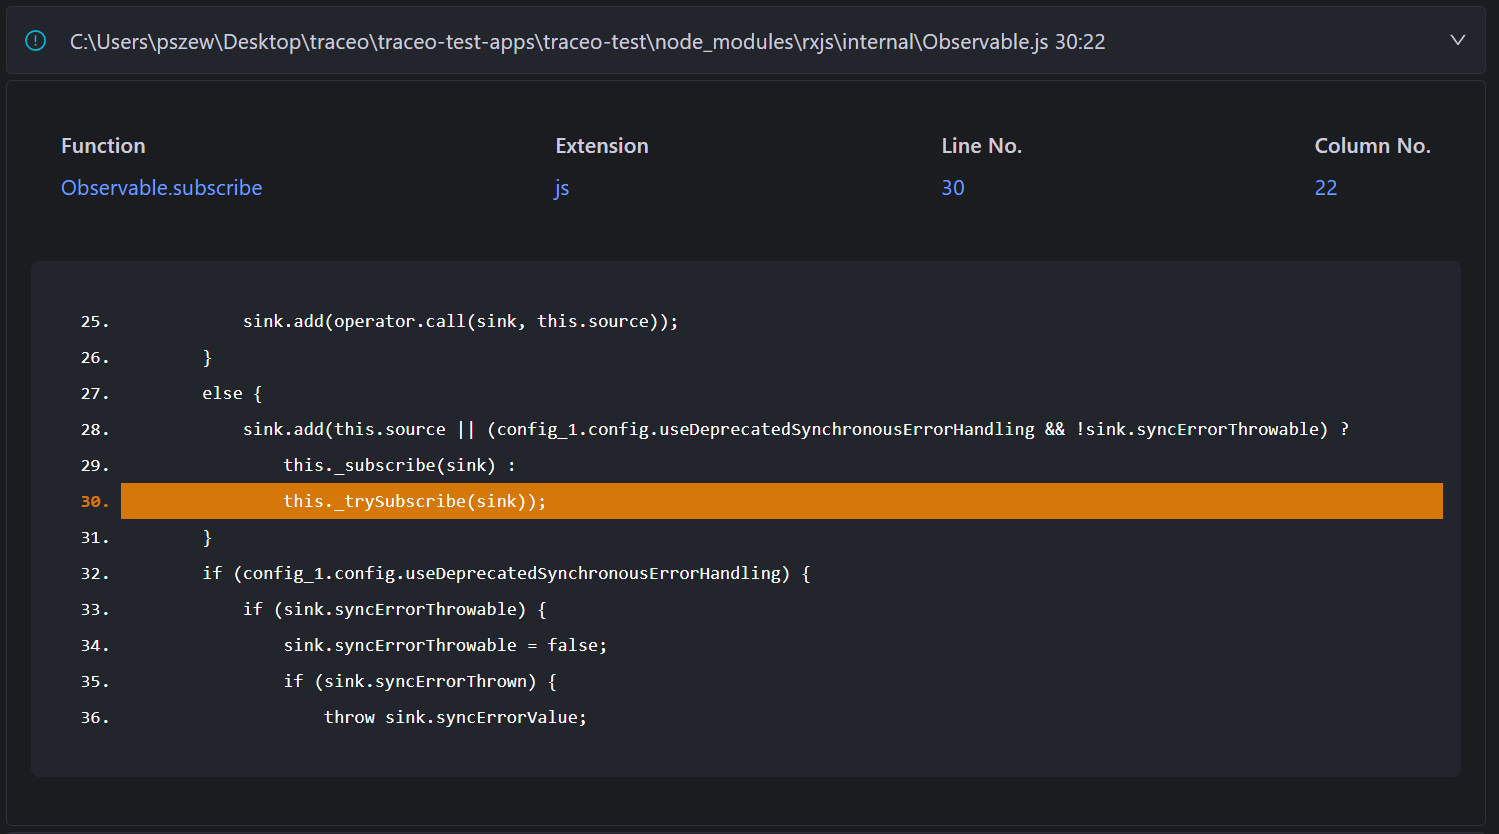 C:\Users\pszew\Desktop\traceo\traceo-test-apps\traceo-test\node_modules\rxjs\internal\Observable.js 30:22
Function Extension Line No. Column No.
Observable.subscribe js 30 22
25. sink.add(operator.call(sink, this.source));
26. }
27. else {
28. sink.add(this.source || (config_1.config.useDeprecatedSynchronousErrorHandling && !sink.syncErrorThrowable) ?
29. this._subscribe(sink) :
30. this._trySubscribe(sink));
31. }
32. if (config_1.config.useDeprecatedSynchronousErrorHandling) {
33. if (sink.syncErrorThrowable) {
34. sink.syncErrorThrowable = false;
35. if (sink.syncErrorThrown) {
36. throw sink.syncErrorValue;